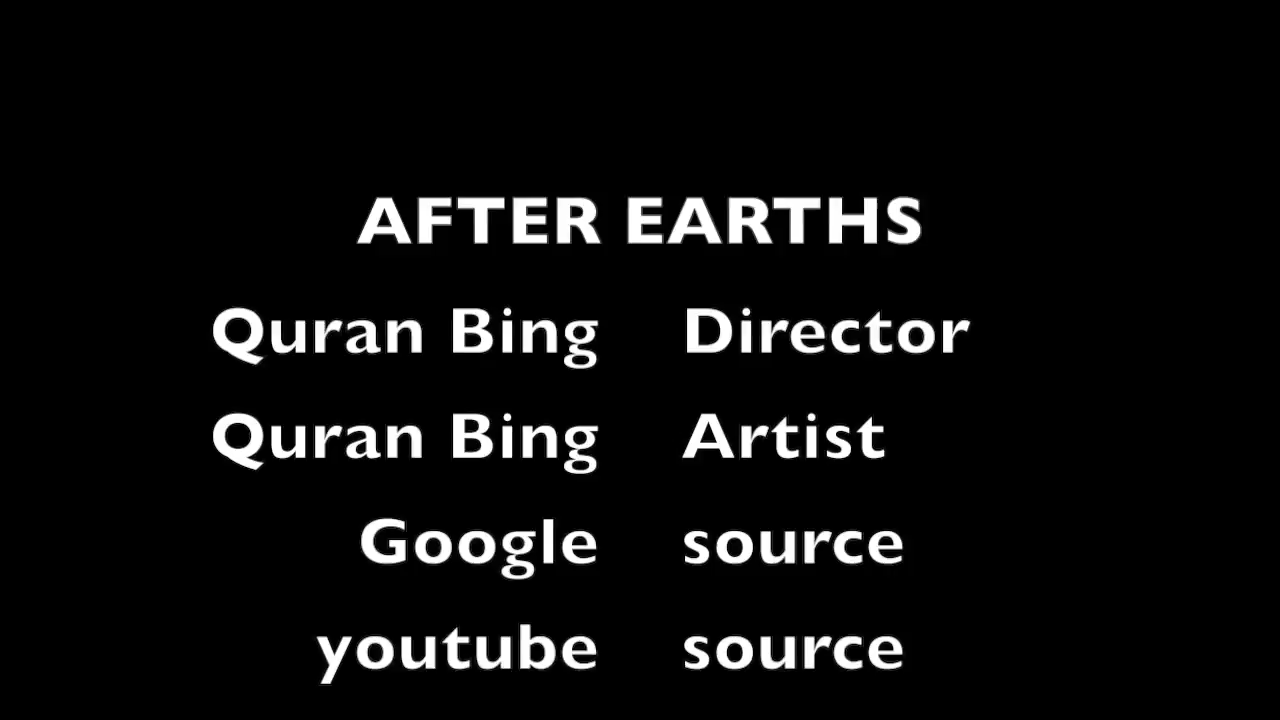 AFTER EARTHS
Quran Bing Director
Quran Bing Artist
Google source
youtube source